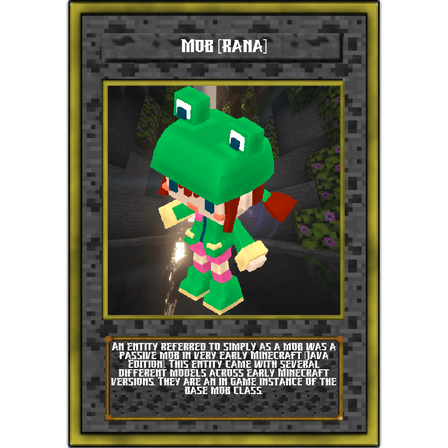 MOB [RANA]
AN ENTITY REFERRED TO SIMPLY AS A MOB WAS A
PASSIVE MOB IN VERY EARLY MINECRAFT [JAVA
EDITION]. THIS ENTITY CAME WITH SEVERAL
DIFFERENT MODELS ACROSS EARLY MINECRAFT
VERSIONS. THEY ARE AN IN GAME INSTANCE OF THE
BASE MOB CLASS.